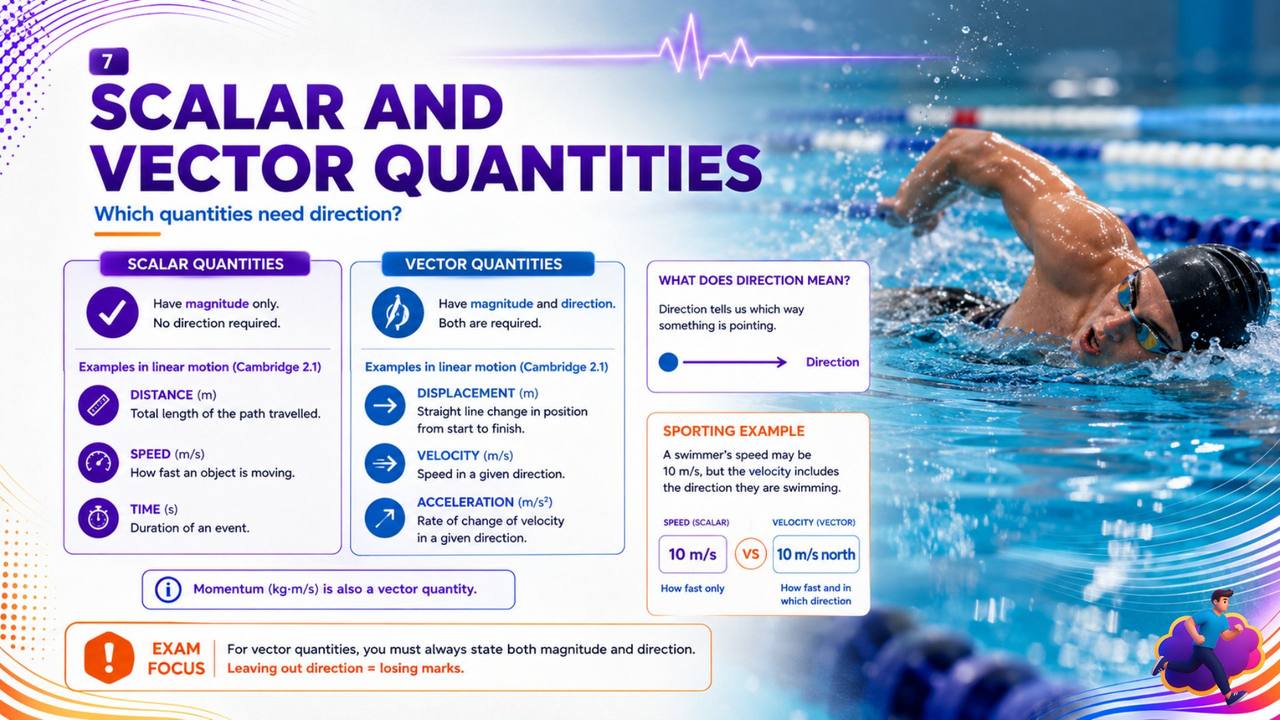 7
SCALAR AND
VECTOR QUANTITIES
Which quantities need direction?
SCALAR QUANTITIES
Have magnitude only.
No direction required.
Examples in linear motion (Cambridge 2.1)
DISTANCE (m)
Total length of the path travelled.
SPEED (m/s)
How fast an object is moving.
TIME (s)
Duration of an event.
VECTOR QUANTITIES
Have magnitude and direction.
Both are required.
Examples in linear motion (Cambridge 2.1)
DISPLACEMENT (m)
Straight line change in position
from start to finish.
VELOCITY (m/s)
Speed in a given direction.
ACCELERATION (m/s²)
Rate of change of velocity
in a given direction.
WHAT DOES DIRECTION MEAN?
Direction tells us which way
something is pointing.
Direction
SPORTING EXAMPLE
A swimmer's speed may be
10 m/s, but the velocity includes
the direction they are swimming.
SPEED (SCALAR)
10 m/s
How fast only
VS
VELOCITY (VECTOR)
10 m/s north
How fast and in
which direction
Momentum (kg·m/s) is also a vector quantity.
EXAM
FOCUS
For vector quantities, you must always state both magnitude and direction.
Leaving out direction = losing marks.